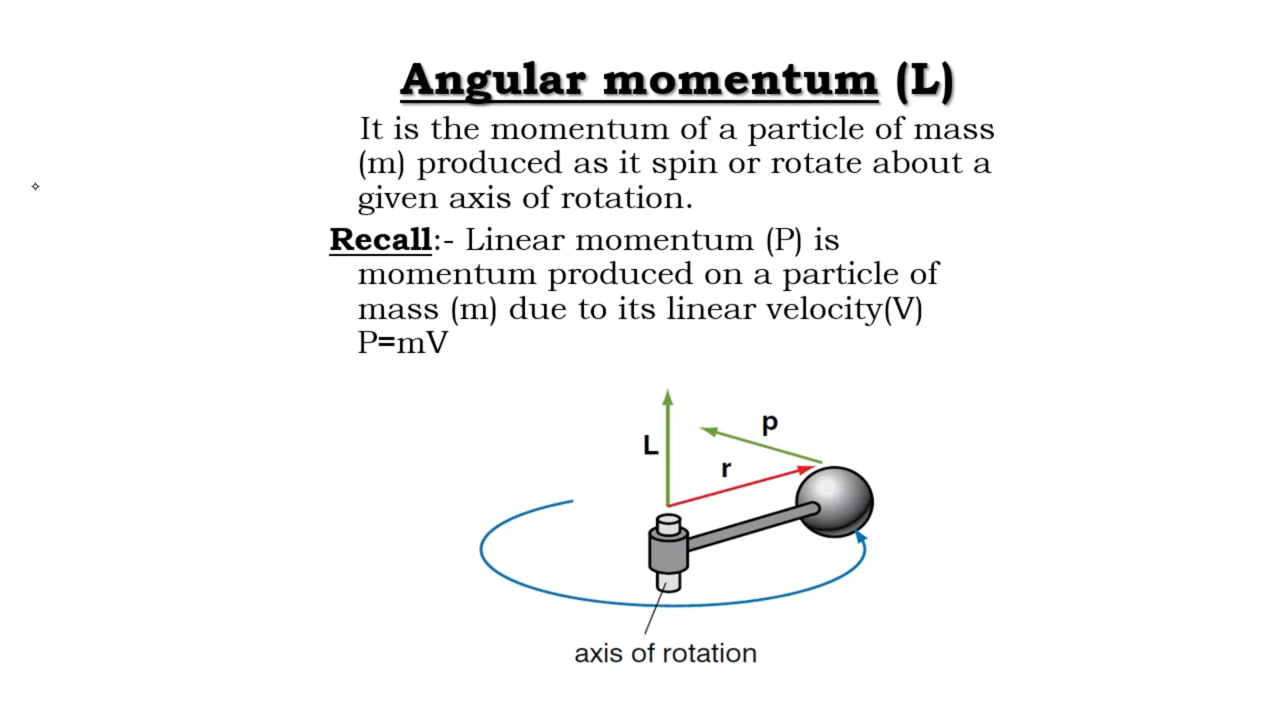 Angular momentum (L)
It is the momentum of a particle of mass
(m) produced as it spin or rotate about a
given axis of rotation.
Recall:- Linear momentum (P) is
momentum produced on a particle of
mass (m) due to its linear velocity(V)
P=mV
p
L
r
axis of rotation